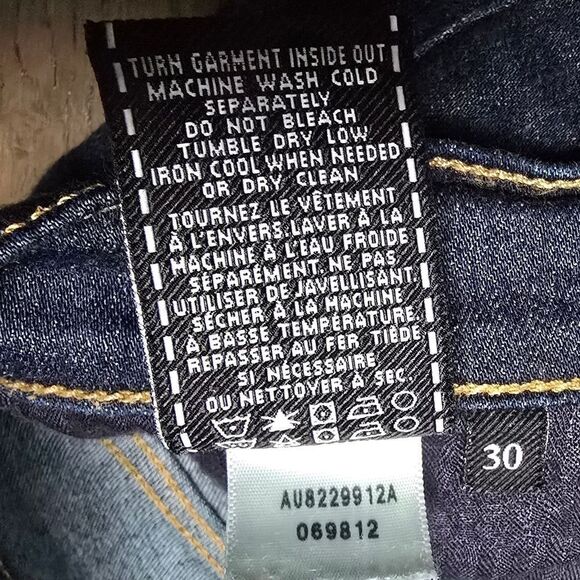 TURN GARMENT INSIDE OUT
MACHINE WASH COLD
SEPARATELY
DO NOT BLEACH
TUMBLE DRY LOW
IRON COOL WHEN NEEDED
OR DRY CLEAN
TOURNEZ LE VÊTEMENT
À L'ENVERS LAVER À LA
MACHINE À L'EAU FROIDE
SÉPARÉMENT. NE PAS
UTILISER DE JAVELLISANT.
SÉCHER À LA MACHINE
À BASSE TEMPÉRATURE.
REPASSER AU FER TIÈDE
SI NÉCESSAIRE
OU NETTOYER À SEC.
AU8229912A
069812
30